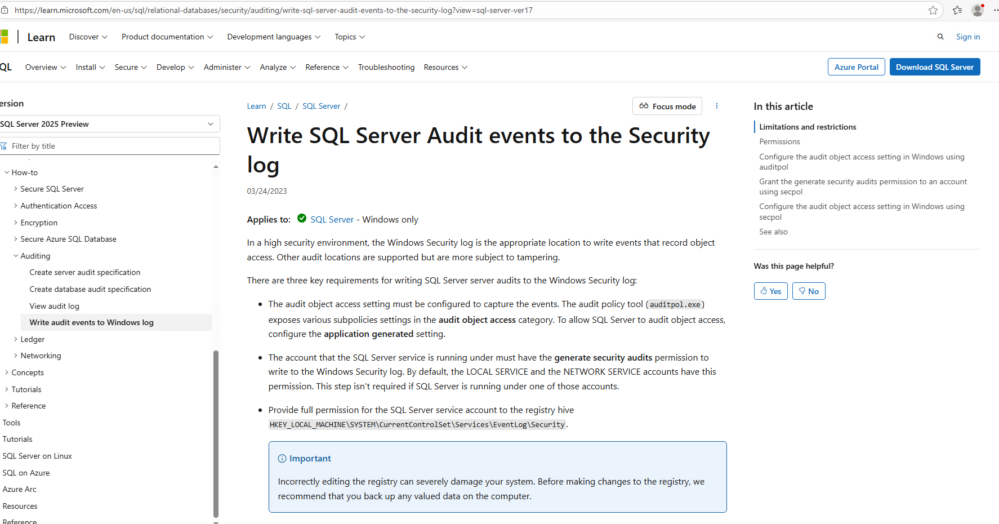 https://learn.microsoft.com/en-us/sql/relational-databases/security/auditing/write-sql-server-audit-events-to-the-security-log?view=sql-server-ver17
Learn
Discover
Product documentation
Development languages
Topics
Sign in
QL
Overview
Install
Secure
Develop
Administer
Analyze
Reference
Troubleshooting
Resources
Azure Portal
Download SQL Server
ersion
SQL Server 2025 Preview
Filter by title
How-to
Secure SQL Server
Authentication Access
Encryption
Secure Azure SQL Database
Auditing
Create server audit specification
Create database audit specification
View audit log
Write audit events to Windows log
Ledger
Networking
Concepts
Tutorials
Reference
Tools
Tutorials
SQL Server on Linux
SQL on Azure
Azure Arc
Resources
Reference
Learn / SQL / SQL Server /
Focus mode
Write SQL Server Audit events to the Security
log
03/24/2023
Applies to: SQL Server - Windows only
In a high security environment, the Windows Security log is the appropriate location to write events that record object
access. Other audit locations are supported but are more subject to tampering.
There are three key requirements for writing SQL Server server audits to the Windows Security log:
• The audit object access setting must be configured to capture the events. The audit policy tool (auditpol.exe)
exposes various subpolicies settings in the audit object access category. To allow SQL Server to audit object access,
configure the application generated setting.
• The account that the SQL Server service is running under must have the generate security audits permission to
write to the Windows Security log. By default, the LOCAL SERVICE and the NETWORK SERVICE accounts have this
permission. This step isn't required if SQL Server is running under one of those accounts.
• Provide full permission for the SQL Server service account to the registry hive
HKEY_LOCAL_MACHINE\SYSTEM\CurrentControlSet\Services\EventLog\Security.
Important
Incorrectly editing the registry can severely damage your system. Before making changes to the registry, we
recommend that you back up any valued data on the computer.
In this article
Limitations and restrictions
Permissions
Configure the audit object access setting in Windows using
auditpol
Grant the generate security audits permission to an account
using secpol
Configure the audit object access setting in Windows using
secpol
See also
Was this page helpful?
Yes
No